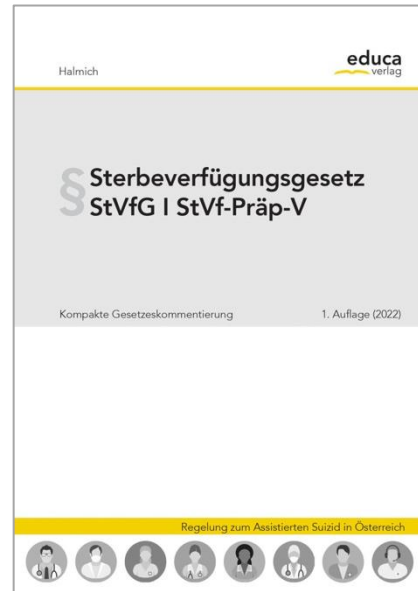 Halmich
educa
verlag
§
Sterbeverfügungsgesetz
StVfG I StVf-Präp-V
Kompakte Gesetzeskommentierung
1. Auflage (2022)
Regelung zum Assistierten Suizid in Österreich